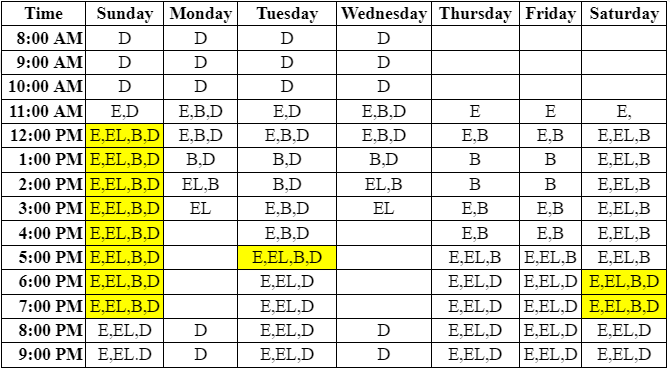 Time Sunday Monday Tuesday Wednesday Thursday Friday Saturday
8:00 AM D D D D
9:00 AM D D D D
10:00 AM D D D D
11:00 AM E,D E,B,D E,D E,B,D E E E,
12:00 PM E,EL,B,D E,B,D E,B,D E,B,D E,B E,B E,EL,B
1:00 PM E,EL,B,D B,D B,D B,D B B E,EL,B
2:00 PM E,EL,B,D EL,B B,D EL,B B B E,EL,B
3:00 PM E,EL,B,D EL E,B,D EL E,B E,B E,EL,B
4:00 PM E,EL,B,D E,B,D E,B E,B E,EL,B
5:00 PM E,EL,B,D E,EL,B,D E,EL,B E,EL,B E,EL,B
6:00 PM E,EL,B,D E,EL,D E,EL,D E,EL,D E,EL,B,D
7:00 PM E,EL,B,D E,EL,D E,EL,D E,EL,D E,EL,B,D
8:00 PM E,EL,D D E,EL,D D E,EL,D E,EL,D E,EL,D
9:00 PM E,EL.D D E,EL,D D E,EL,D E,EL,D E,EL,D